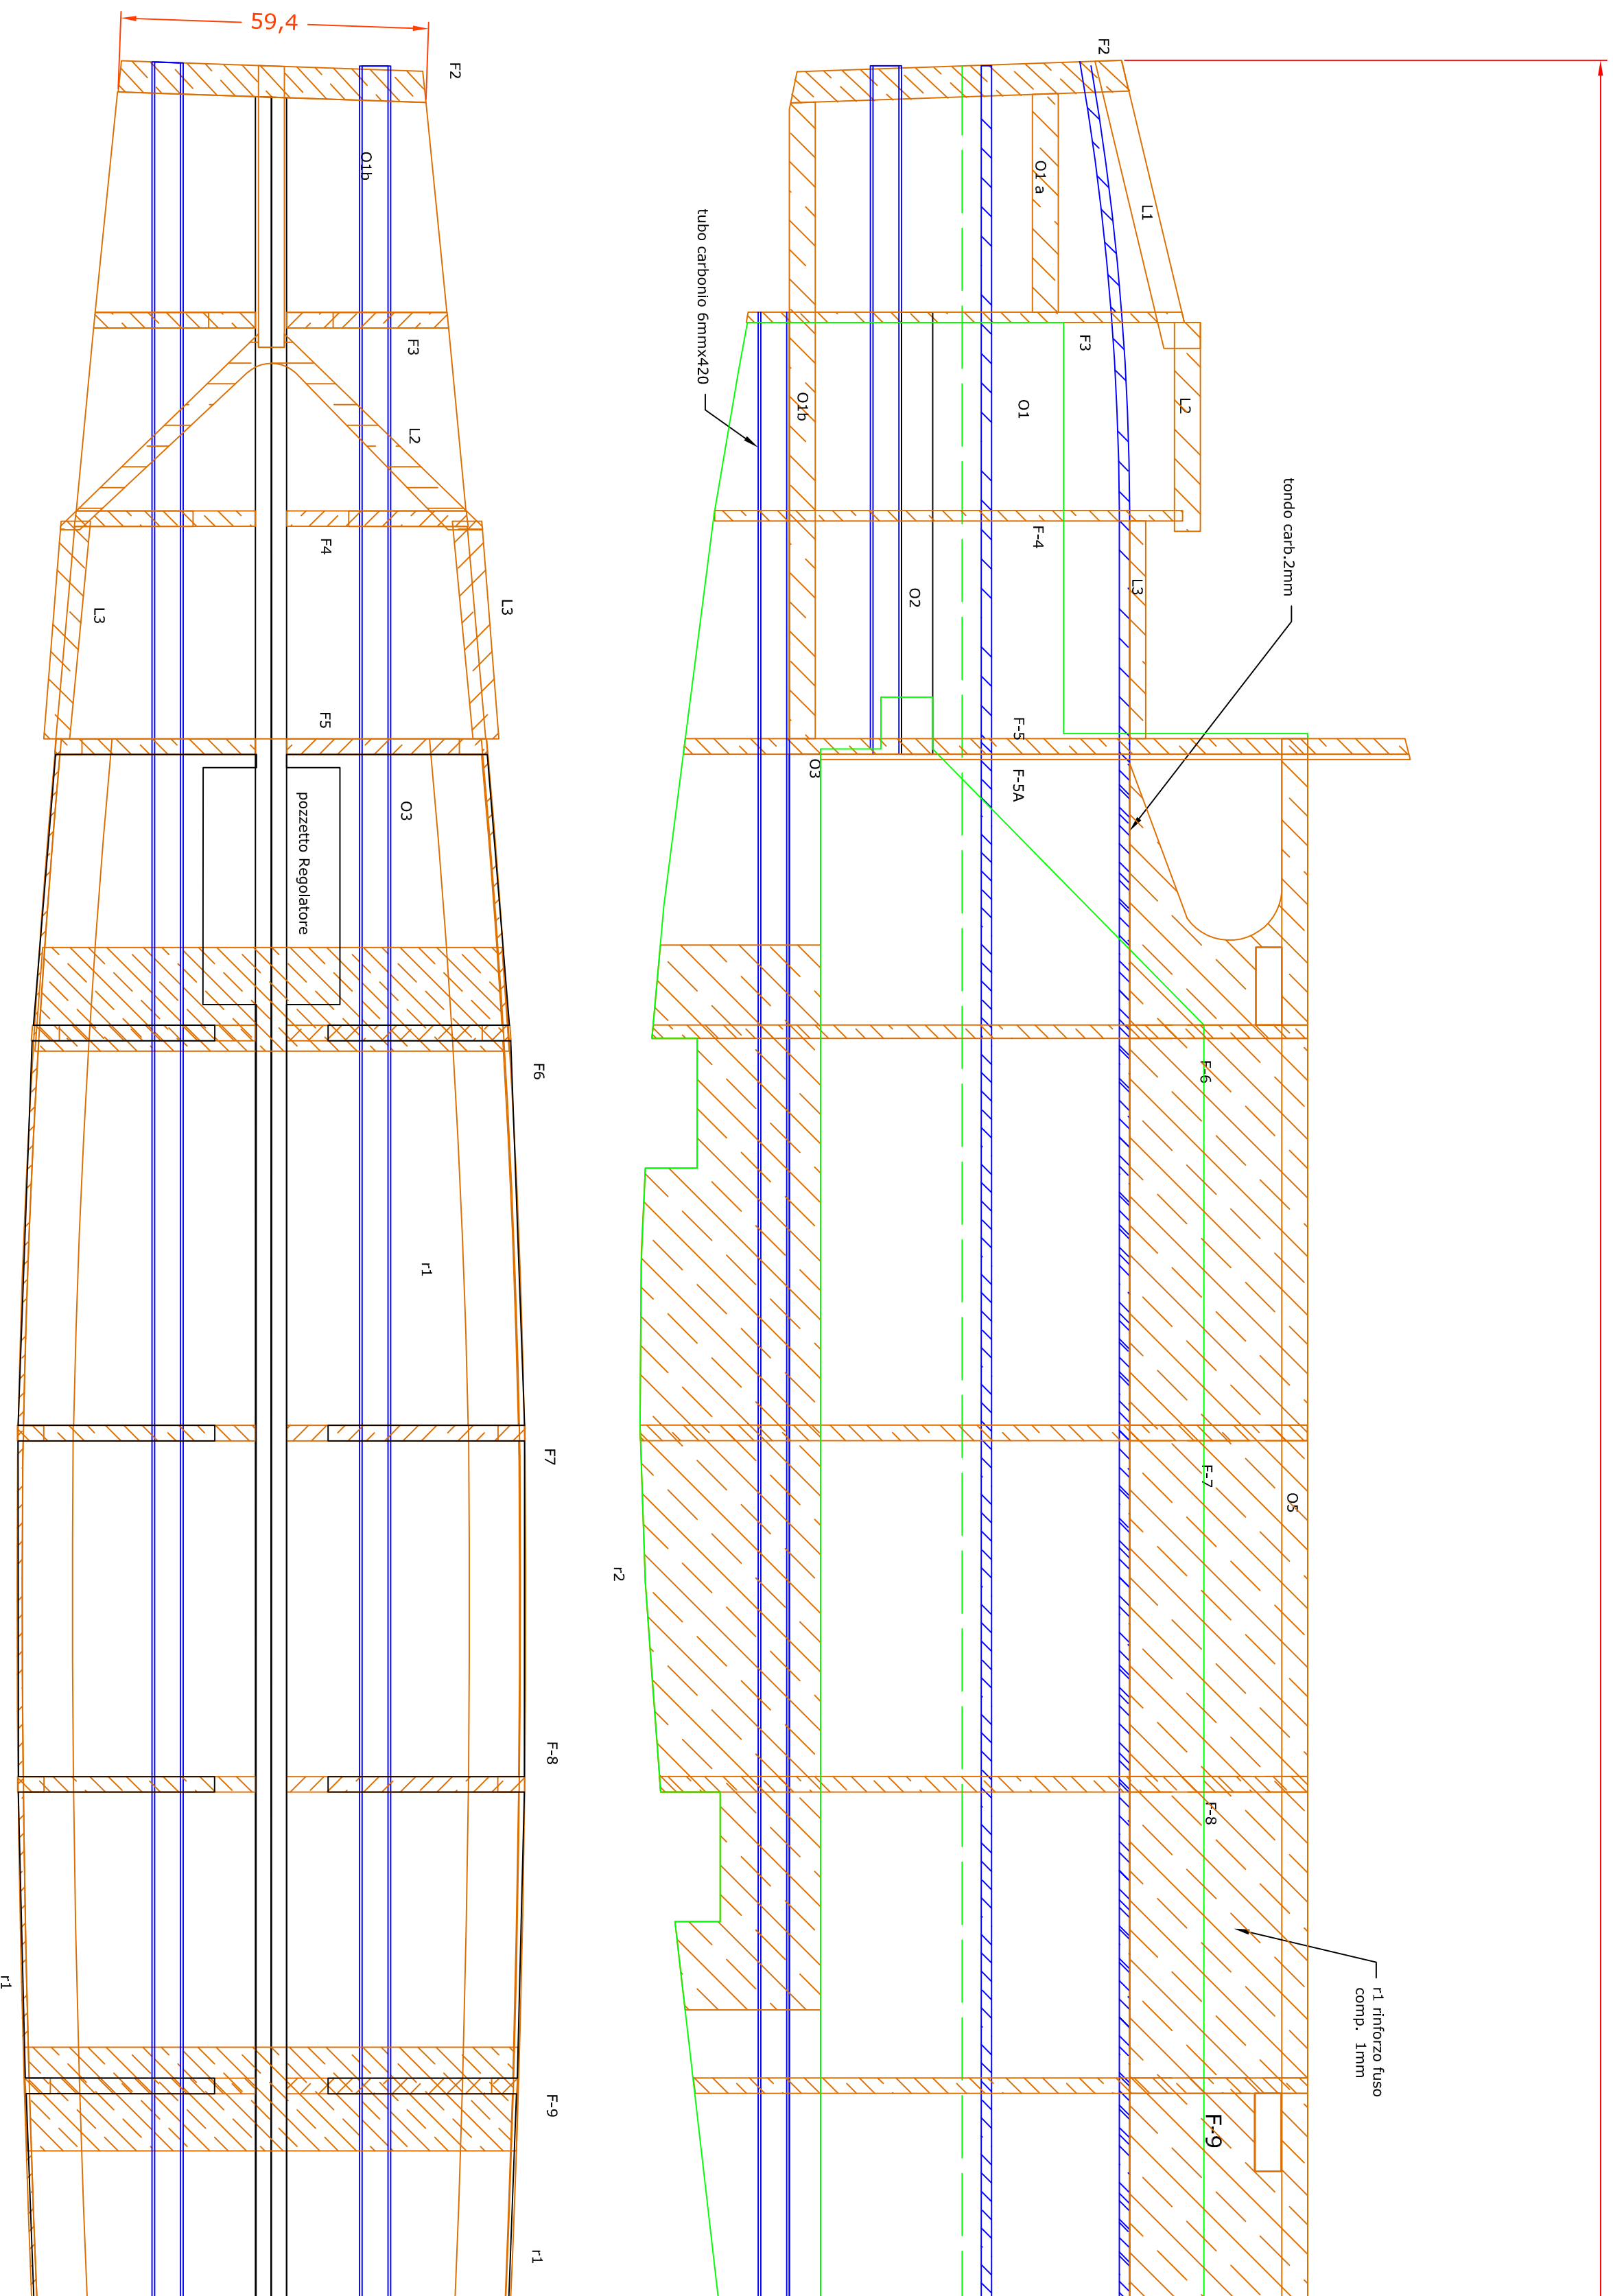 59,4
F2
F2
O1b
O1 a
L1
tubo carbonio 6mmx420
F3
F3
L2
O1b
O1
L2
F4
F-4
tondo carb.2mm
L3
L3
O2
L3
F5
F-5
O3
F-5A
O3
pozzetto Regolatore
F6
F-6
r1
F7
F-7
O5
r2
F-8
F-8
r1
r1 rinforzo fuso
comp. 1mm
F-9
F-9
r1